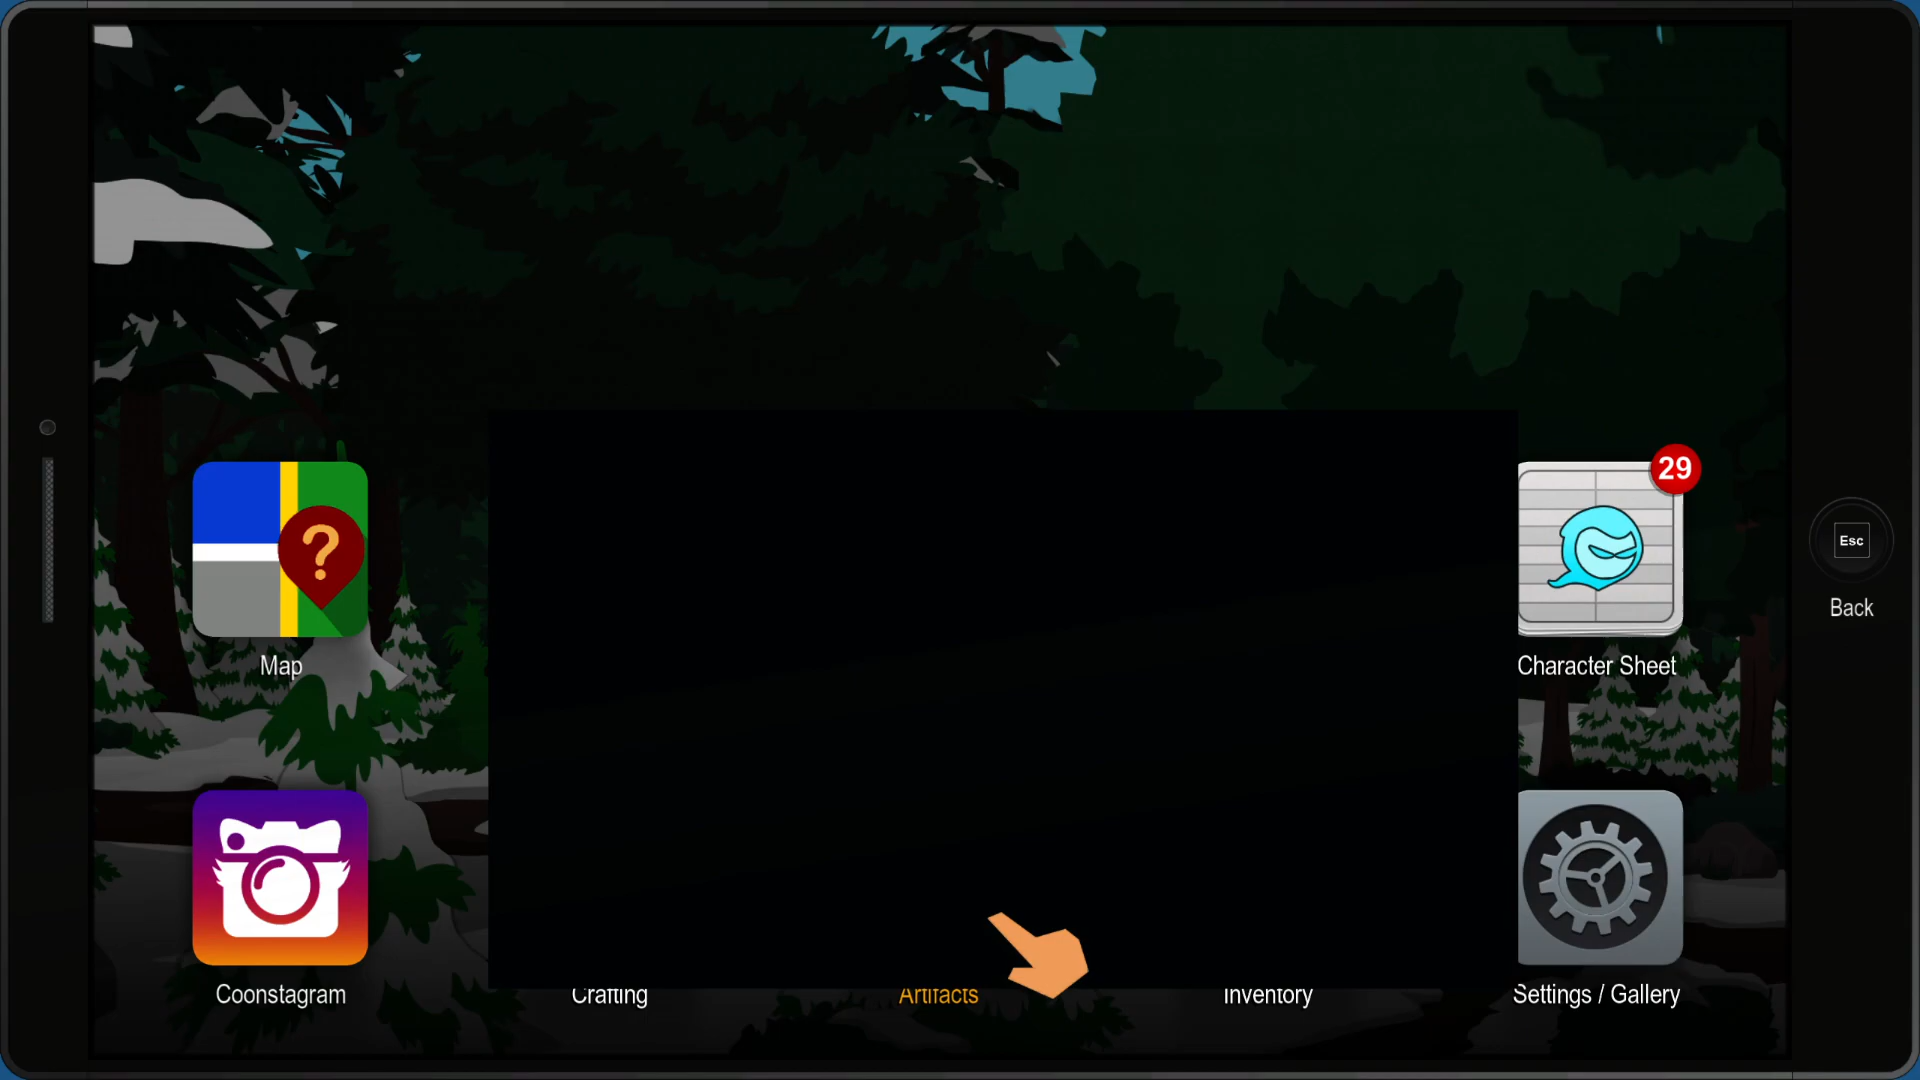 29
?
Esc
Back
Map
Character Sheet
Coonstagram
Crafting
Artifacts
Inventory
Settings / Gallery